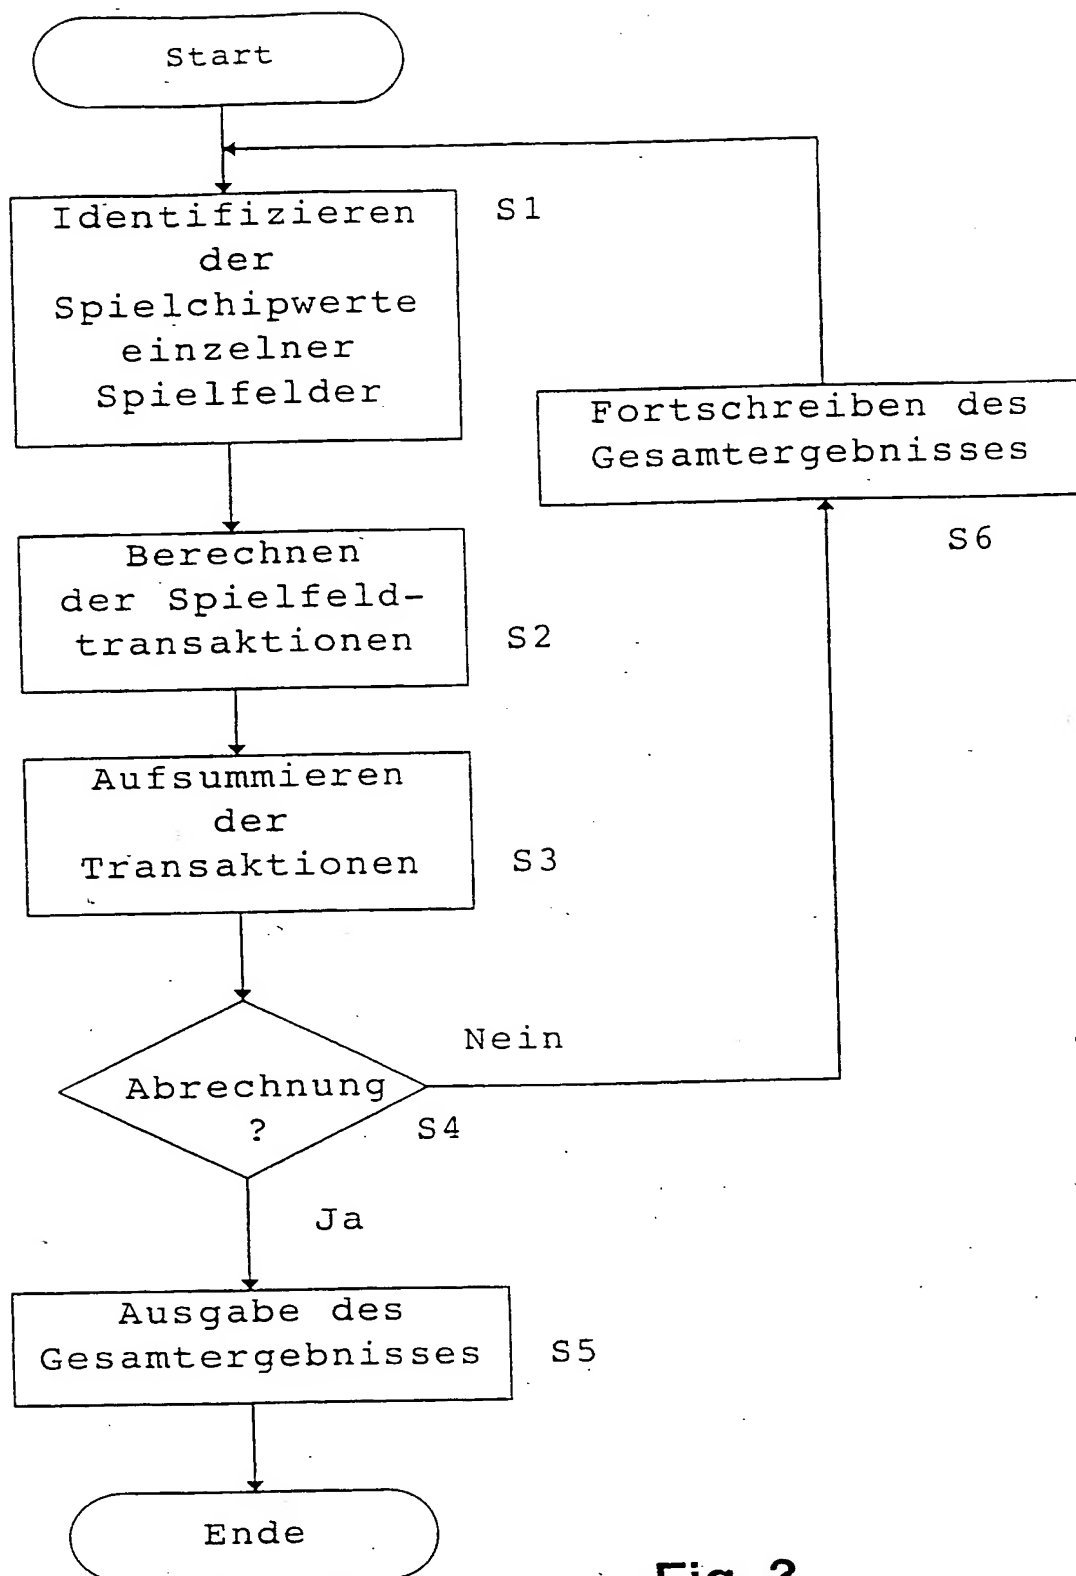 Start
Identifizieren
der
Spielchipwerte
einzelner
Spielfelder
S1
Fortschreiben des
Gesamtergebnisses
S6
Berechnen
der Spielfeld-
transaktionen
S2
Aufsummieren
der
Transaktionen
S3
Nein
Abrechnung
?
S4
Ja
Ausgabe des
Gesamtergebnisses
S5
Ende